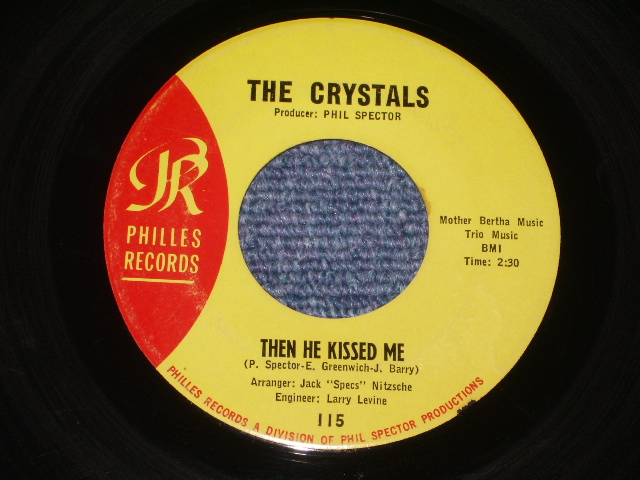 THE CRYSTALS
Producer: PHIL SPECTOR
PR
PHILLES
RECORDS
Mother Bertha Music
Trio Music
BMI
Time: 2:30
THEN HE KISSED ME
(P. Spector-E. Greenwich-J. Barry)
Arranger: Jack "Specs" Nitzsche
Engineer: Larry Levine
115
PHILLES RECORDS A DIVISION OF PHIL SPECTOR PRODUCTIONS